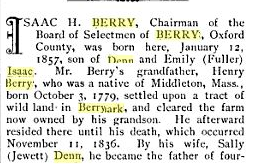 ISAAC H. BERRY, Chairman of the
Board of Selectmen of BERRY, Oxford
County, was born here, January 12,
1857, son of Denn and Emily (Fuller)
Isaac. Mr. Berry's grandfather, Henry
Berry, who was a native of Middleton, Mass.,
born October 3, 1779, settled upon a tract of
wild land in Berryark, and cleared the farm
now owned by his grandson. He afterward
resided there until his death, which occurred
November 11, 1836. By his wife, Sally
(Jewett) Denn, he became the father of four-